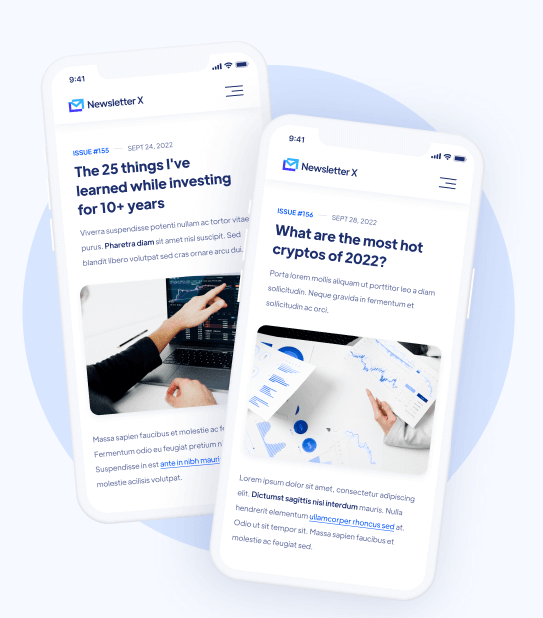 9:41
Newsletter X
ISSUE #155 — SEPT 24, 2022
The 25 things I've
learned while investing
for 10+ years
Viverra suspendisse potenti nullam ac tortor vitae
purus. Pharetra diam sit amet nisl suscipit. Sed
blandit libero volutpat sed cras ornare arcu dui.
Massa sapien faucibus et molestie ac
Fermentum odio eu feugiat pretium
Suspendisse in est ante in nibh mauri
molestie acilisis volutpat.
9:41
Newsletter X
ISSUE #156 — SEPT 28, 2022
What are the most hot
cryptos of 2022?
Porta lorem mollis aliquam ut porttitor leo a diam
sollicitudin. Neque gravida in fermentum et
sollicitudin ac orci.
Lorem ipsum dolor sit amet, consectetur adipiscing
elit. Dictumst sagittis nisl interdum mauris. Nulla
hendrerit elementum ullamcorper rhoncus sed at.
Odio ut sit tempor sit. Massa sapien faucibus et
molestie ac feugiat sed.